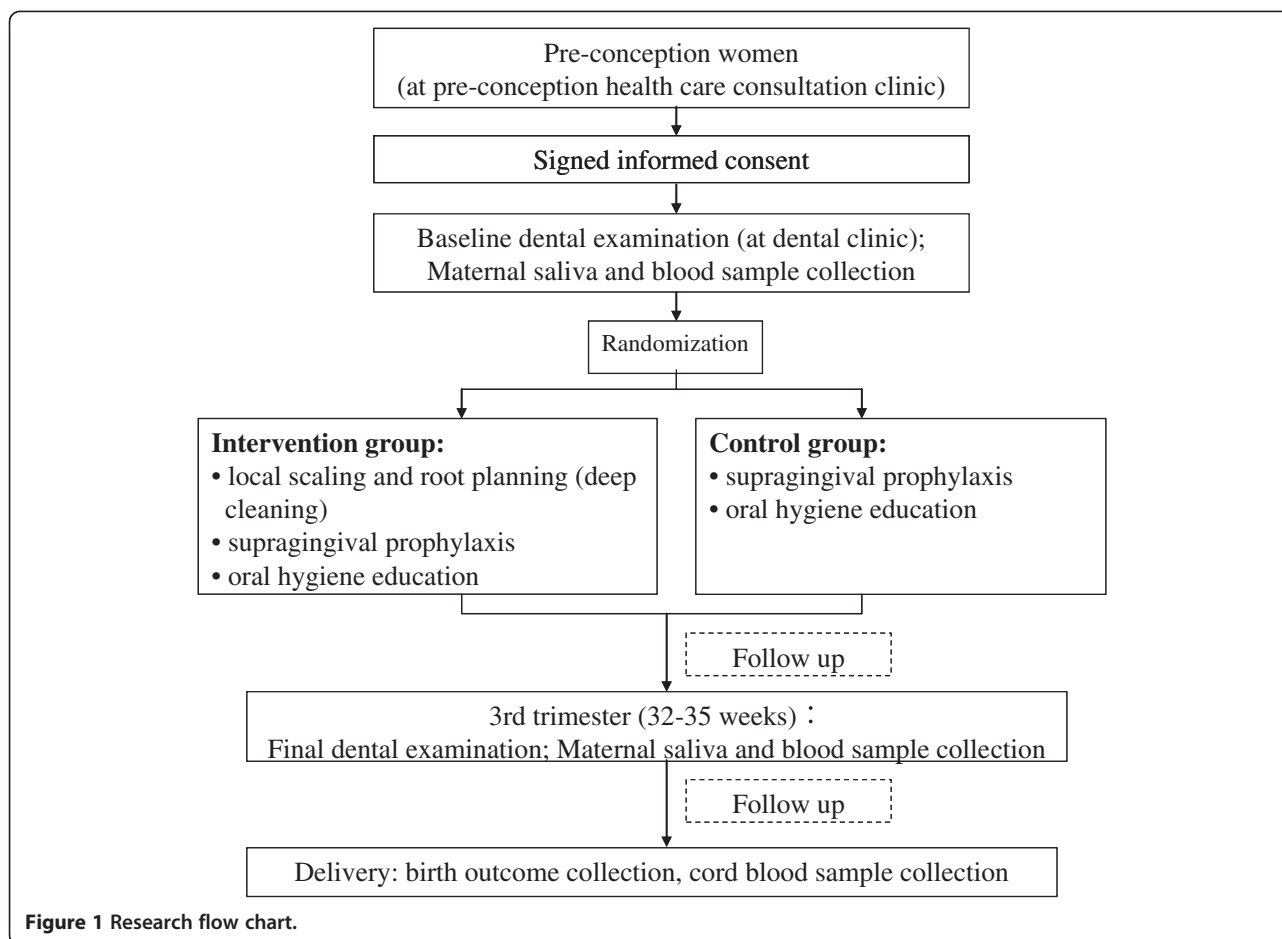 Pre-conception women
(at pre-conception health care consultation clinic)
Signed informed consent
Baseline dental examination (at dental clinic);
Maternal saliva and blood sample collection
Randomization
Intervention group:
• local scaling and root planning (deep
cleaning)
• supragingival prophylaxis
• oral hygiene education
Control group:
• supragingival prophylaxis
• oral hygiene education
Follow up
3rd trimester (32-35 weeks)：
Final dental examination; Maternal saliva and blood sample collection
Follow up
Delivery: birth outcome collection, cord blood sample collection
Figure 1 Research flow chart.